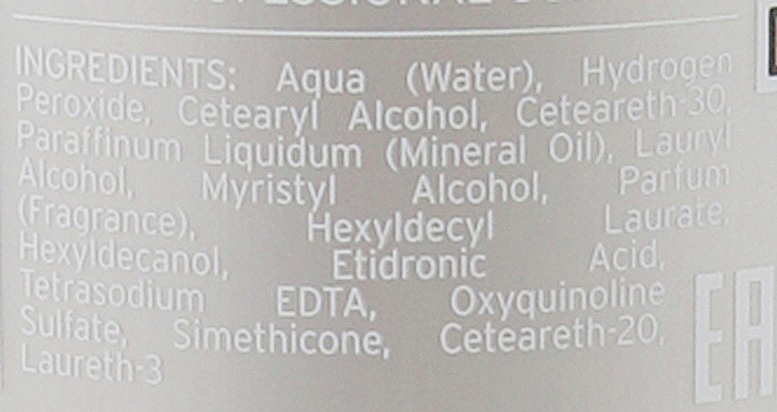 INGREDIENTS: Aqua (Water), Hydrogen
Peroxide, Cetearyl Alcohol, Ceteareth-30,
Paraffinum Liquidum (Mineral Oil), Lauryl
Alcohol, Myristyl Alcohol, Parfum
(Fragrance), Hexyldecyl Laurate,
Hexyldecanol, Etidronic Acid,
Tetrasodium EDTA, Oxyquinoline
Sulfate, Simethicone, Ceteareth-20,
Laureth-3